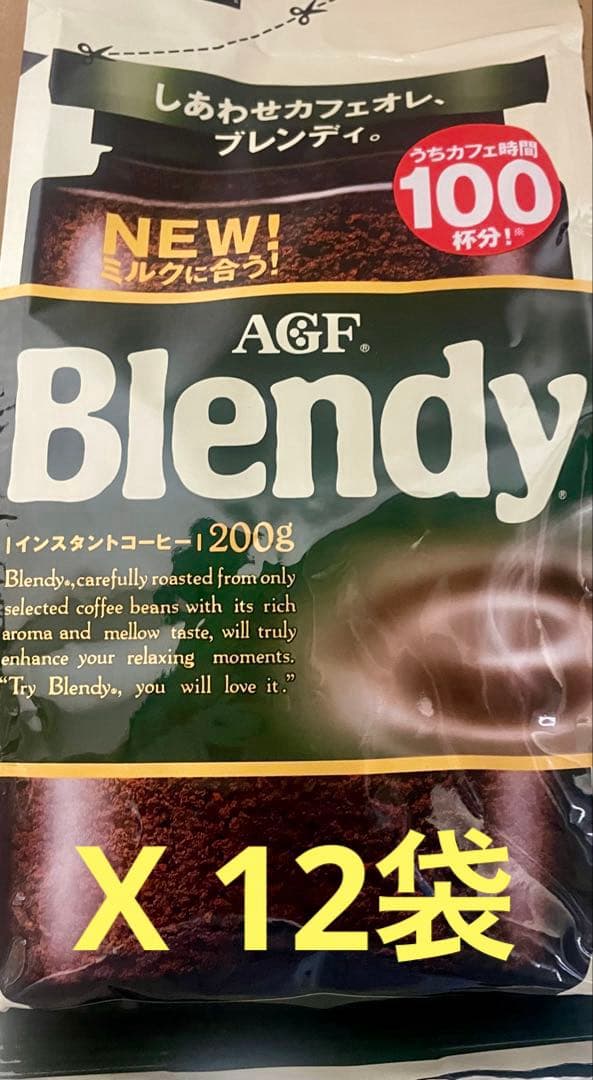 しあわせカフェオレ、
ブレンディ。
うちカフェ時間
100
杯分!※
NEW!
ミルクに合う!
AGF®
Blendy®
インスタントコーヒー 200g
Blendy®, carefully roasted from only
selected coffee beans with its rich
aroma and mellow taste, will truly
enhance your relaxing moments.
“Try Blendy®, you will love it.”
X 12袋